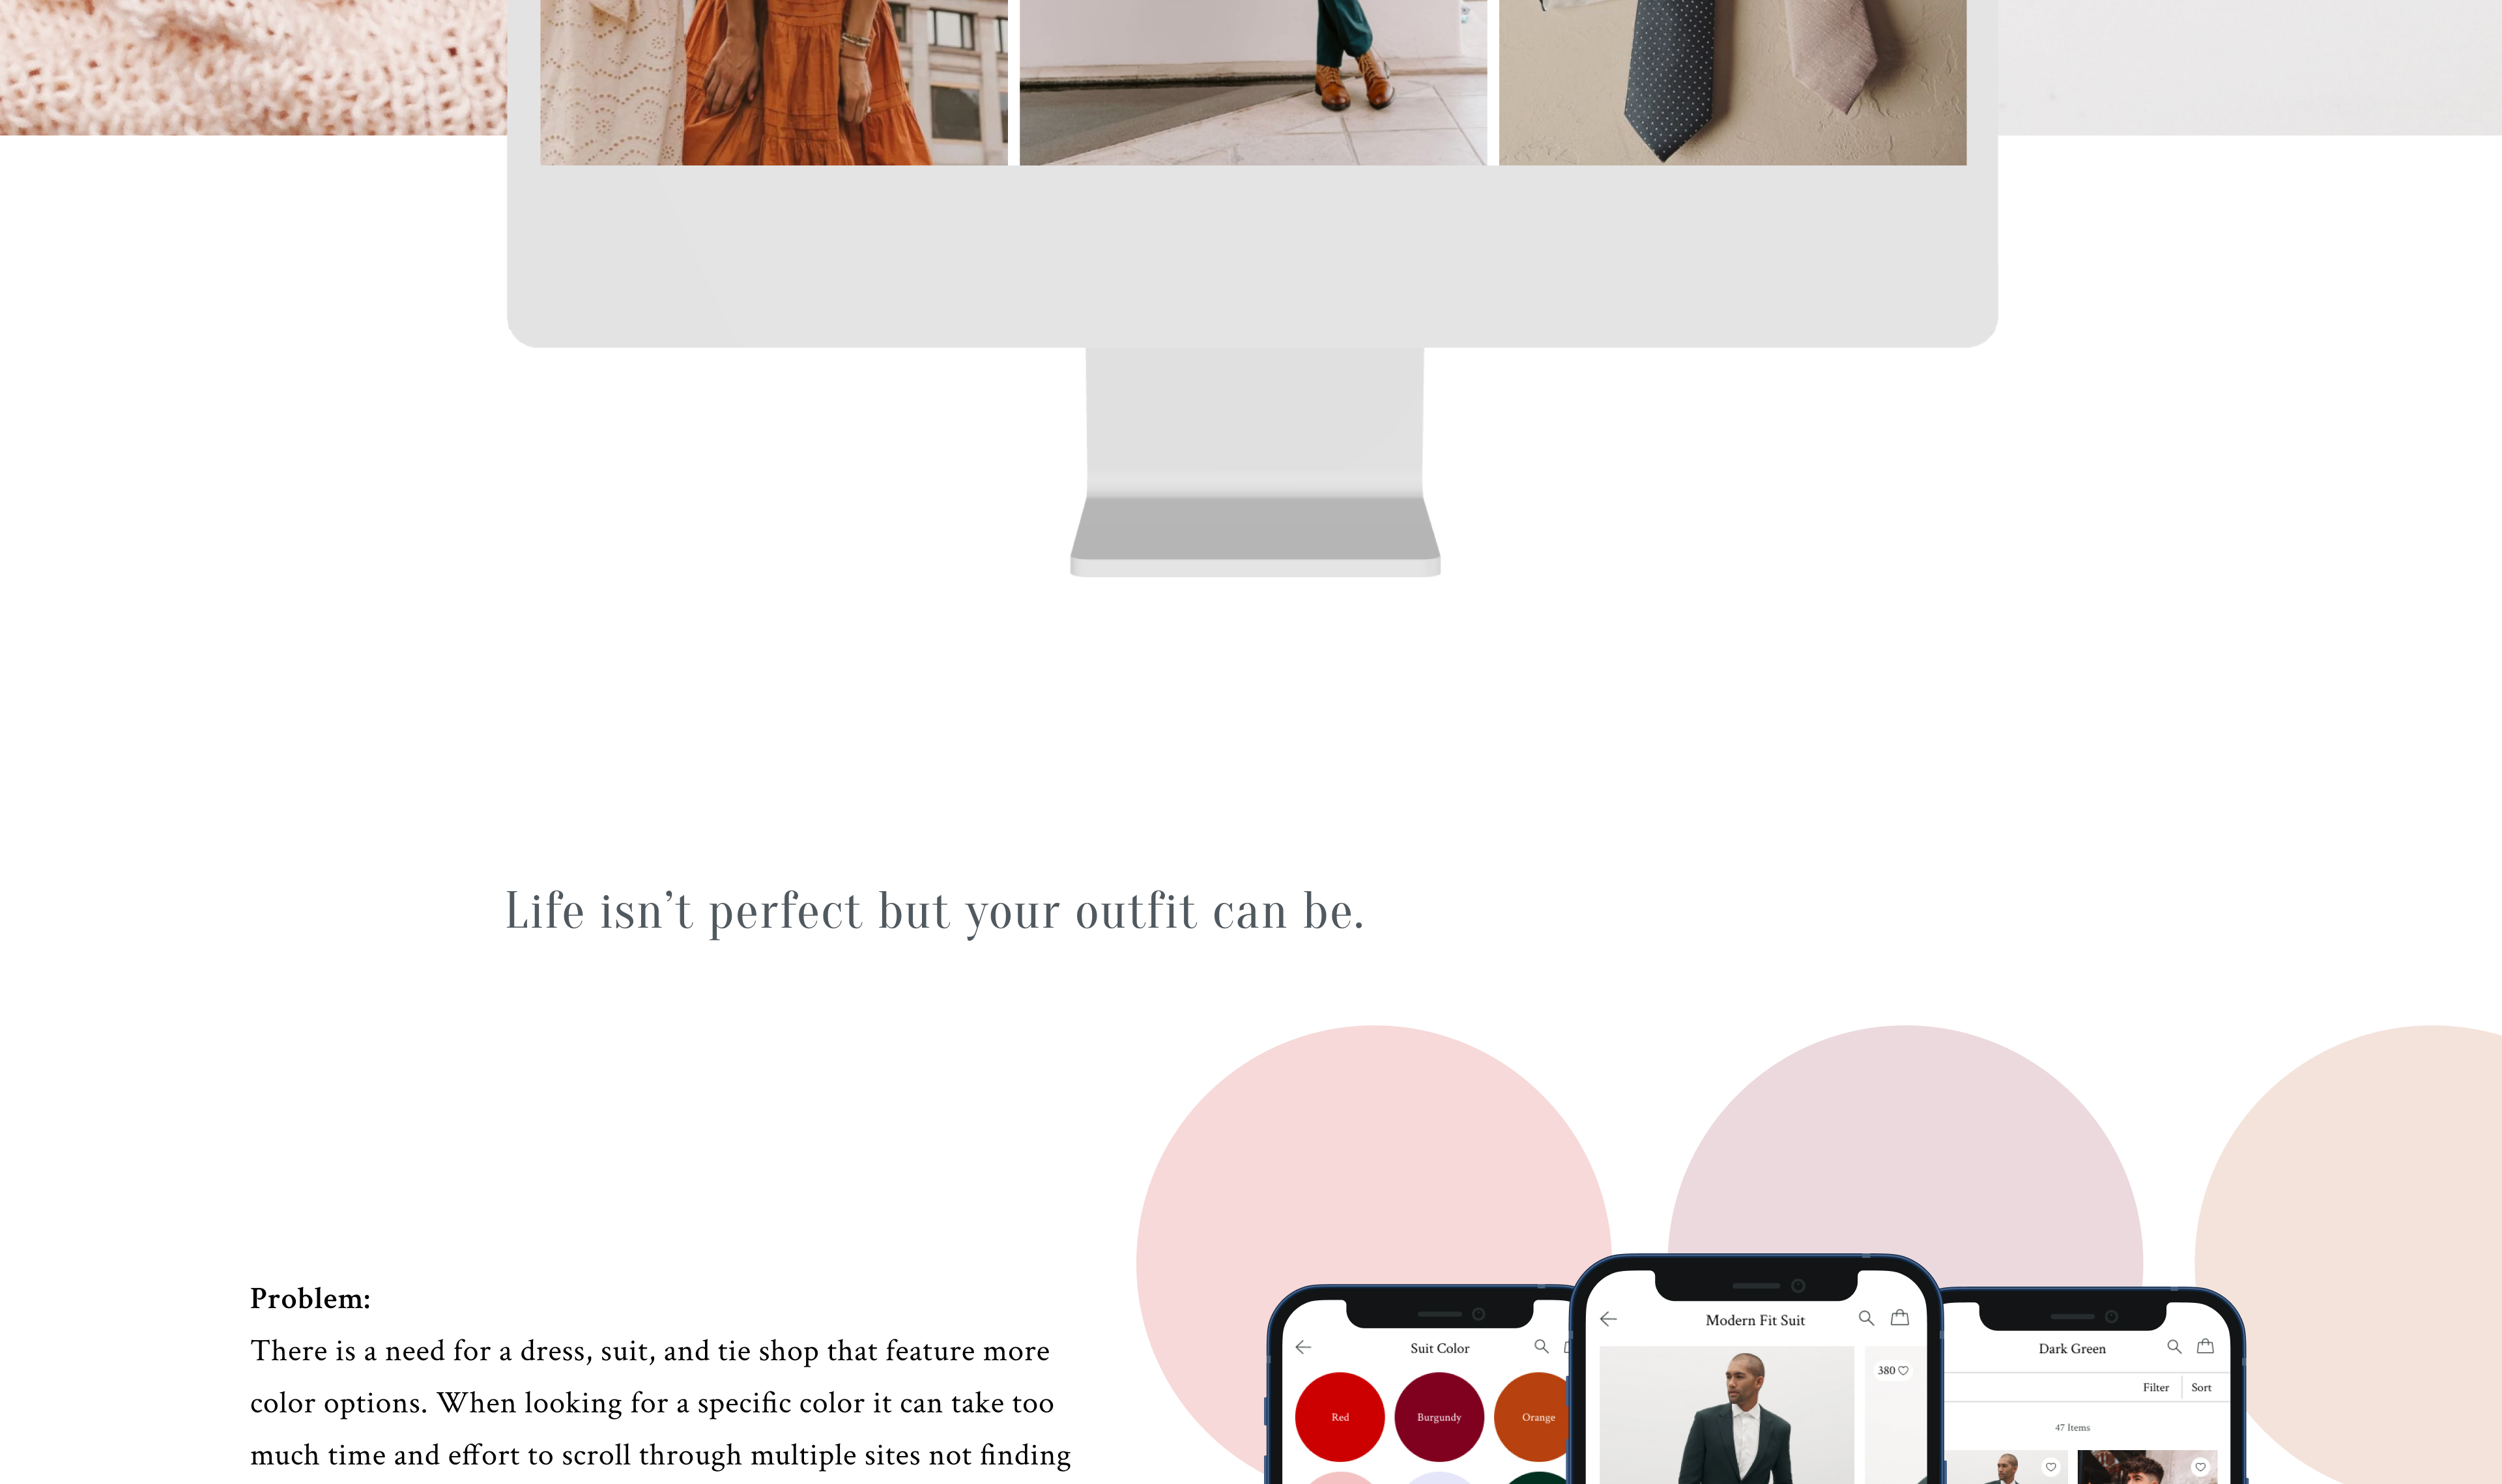 Life isn’t perfect but your outfit can be.
Problem:
There is a need for a dress, suit, and tie shop that feature more
color options. When looking for a specific color it can take too
much time and effort to scroll through multiple sites not finding
Suit Color
Red
Burgundy
Orange
Modern Fit Suit
380
Dark Green
Filter
Sort
47 Items